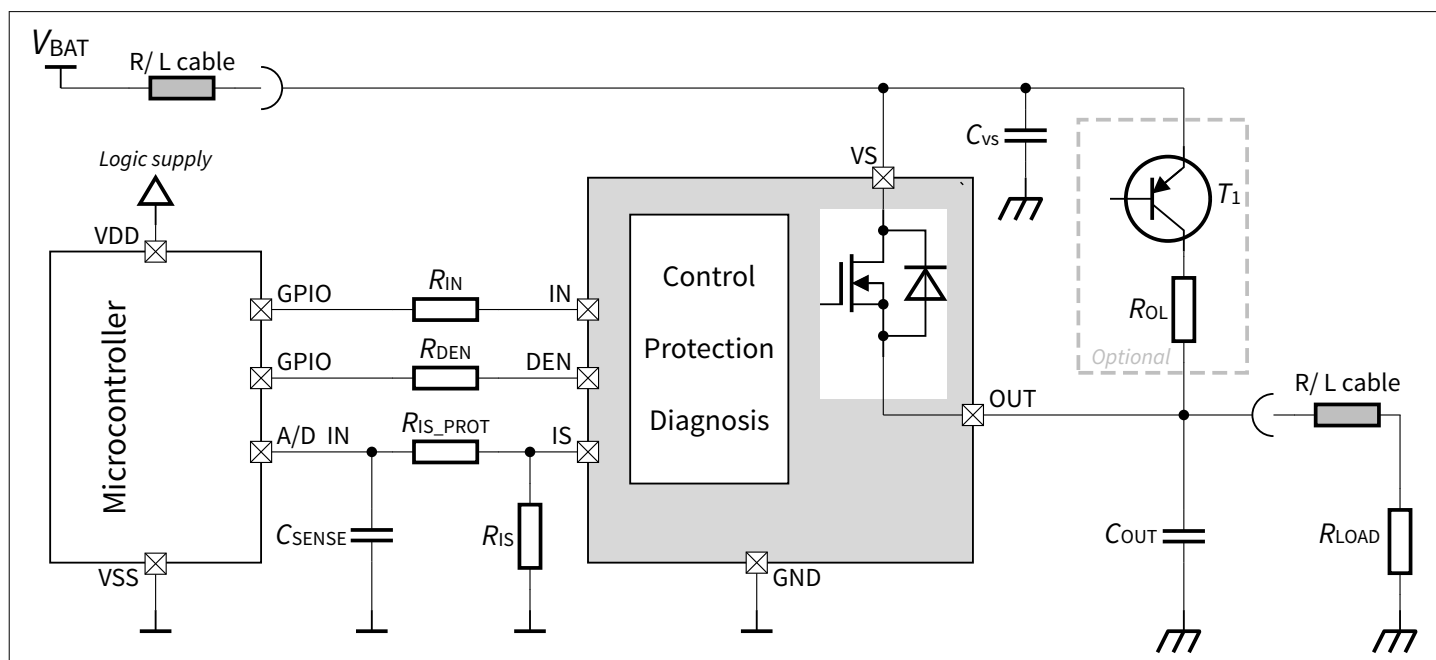 VBAT
R/ L cable
Logic supply
VDD
Microcontroller
GPIO
RIN
IN
GPIO
RDEN
DEN
A/D IN
RIS_PROT
IS
CSENSE
RIS
VSS
VS
Control
Protection
Diagnosis
GND
OUT
Cvs
T1
ROL
Optional
R/ L cable
COUT
RLOAD